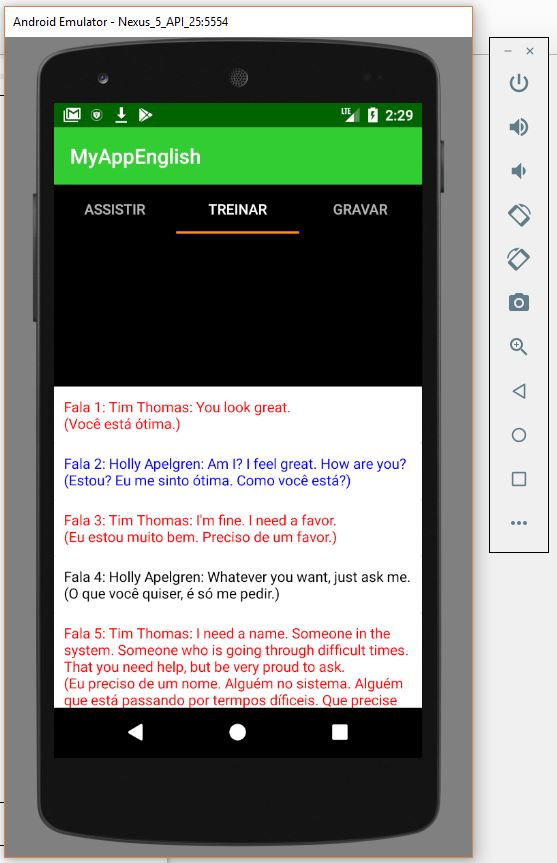 Android Emulator - Nexus_5_API_25:5554
LTE
2:29
MyAppEnglish
ASSISTIR TREINAR GRAVAR
Fala 1: Tim Thomas: You look great.
(Você está ótima.)
Fala 2: Holly Apelgren: Am I? I feel great. How are you?
(Estou? Eu me sinto ótima. Como você está?)
Fala 3: Tim Thomas: I'm fine. I need a favor.
(Eu estou muito bem. Preciso de um favor.)
Fala 4: Holly Apelgren: Whatever you want, just ask me.
(O que você quiser, é só me pedir.)
Fala 5: Tim Thomas: I need a name. Someone in the
system. Someone who is going through difficult times.
That you need help, but be very proud to ask.
(Eu preciso de um nome. Alguém no sistema. Alguém
que está passando por termpos díficeis. Que precise